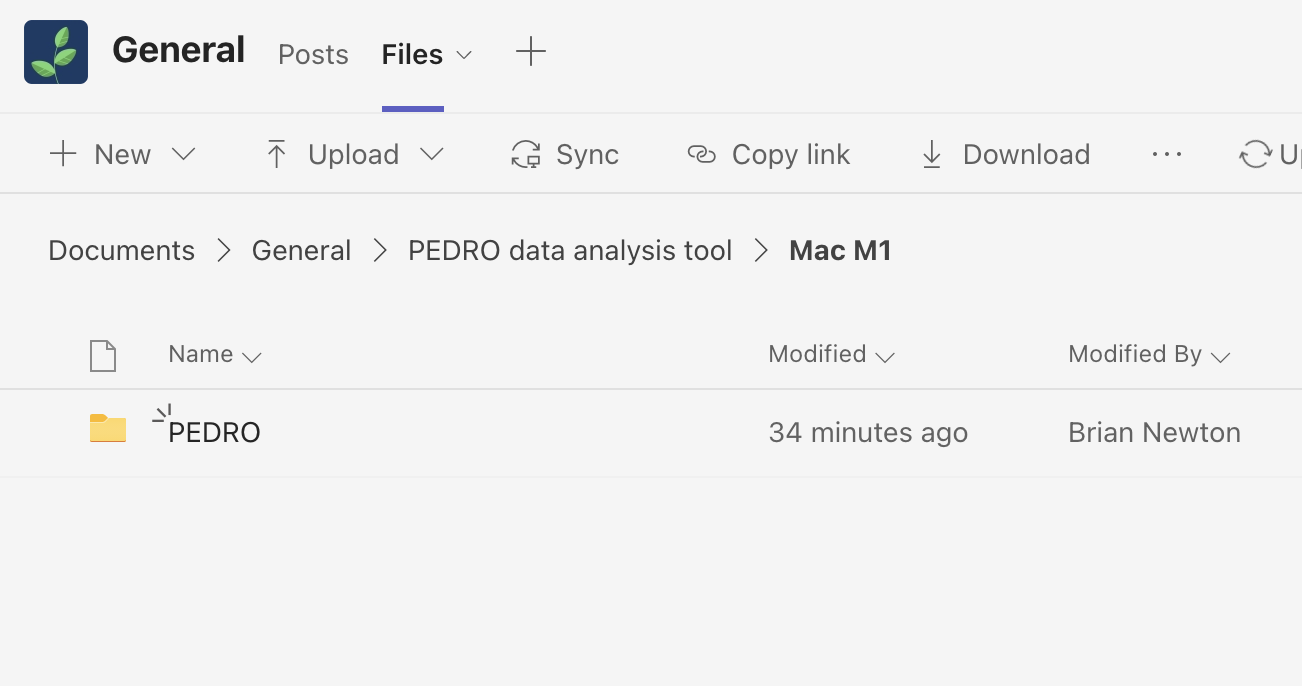 General Posts Files
New Upload Sync Copy link Download ... Up
Documents > General > PEDRO data analysis tool > Mac M1
Name Modified Modified By
PEDRO 34 minutes ago Brian Newton